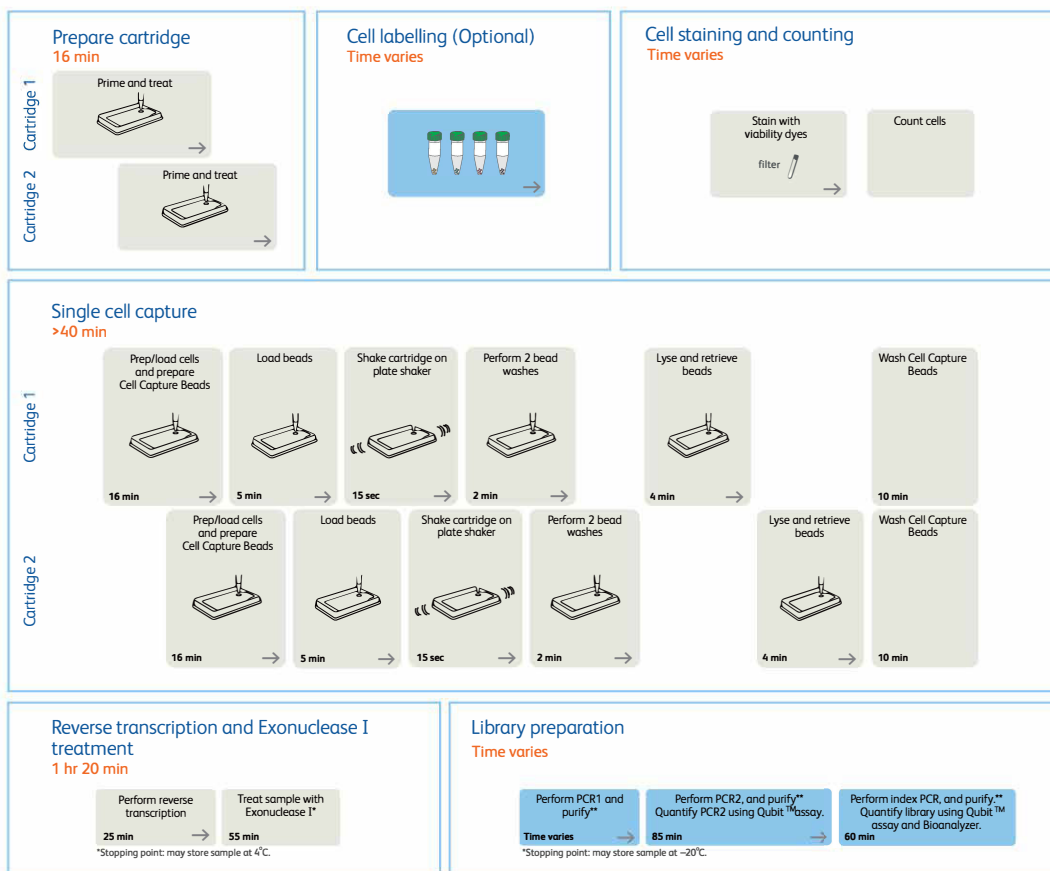 Prepare cartridge
16 min
Cartridge 1
Prime and treat
Cartridge 2
Prime and treat
Cell labelling (Optional)
Time varies
Cell staining and counting
Time varies
Stain with
viability dyes
filter
Count cells
Single cell capture
>40 min
Cartridge 1
Prep/load cells
and prepare
Cell Capture Beads
16 min
Load beads
5 min
Shake cartridge on
plate shaker
15 sec
Perform 2 bead
washes
2 min
Lyse and retrieve
beads
4 min
Wash Cell Capture
Beads
10 min
Cartridge 2
Prep/load cells
and prepare
Cell Capture Beads
16 min
Load beads
5 min
Shake cartridge on
plate shaker
15 sec
Perform 2 bead
washes
2 min
Lyse and retrieve
beads
4 min
Wash Cell Capture
Beads
10 min
Reverse transcription and Exonuclease I
treatment
1 hr 20 min
Perform reverse
transcription
25 min
Treat sample with
Exonuclease I*
55 min
*Stopping point: may store sample at 4°C.
Library preparation
Time varies
Perform PCR1 and
purify**
Time varies
Perform PCR2, and purify**
Quantify PCR2 using Qubit™assay.
85 min
Perform index PCR, and purify.**
Quantify library using Qubit™
assay and Bioanalyzer.
60 min
*Stopping point: may store sample at –20°C.